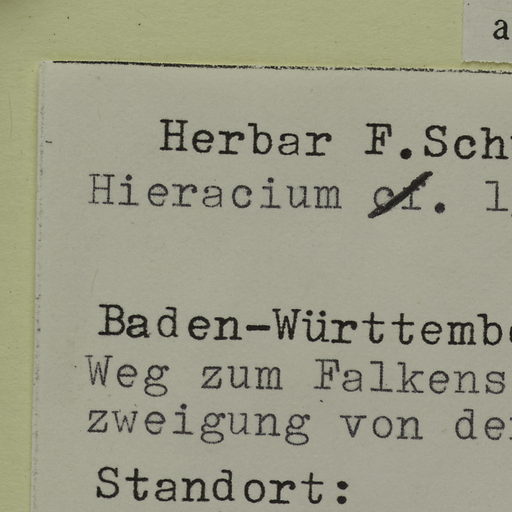 a
Herbar F.Sch
Hieracium cf. l
Baden-Württemb
Weg zum Falkens
zweigung von de
Standort: